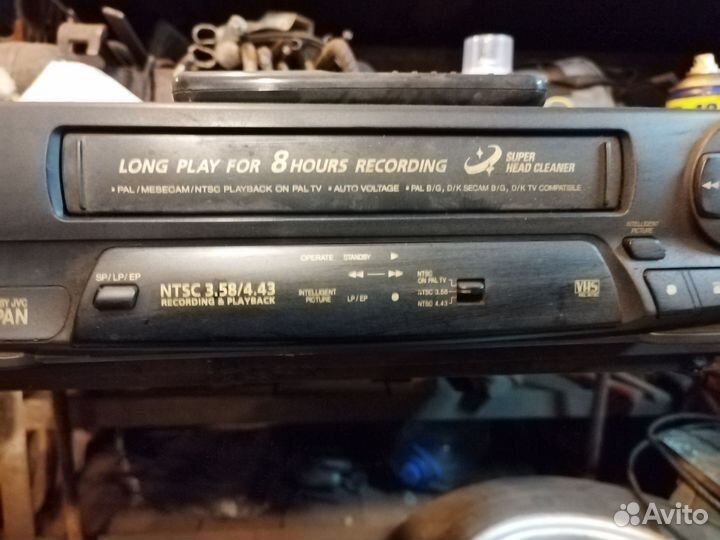 LONG PLAY FOR 8 HOURS RECORDING
SUPER
HEAD CLEANER
• PAL/MESECAM/NTSC PLAYBACK ON PAL TV • AUTO VOLTAGE • PAL B/G, D/K SECAM B/G, D/K TV COMPATIBLE
INTELLIGENT
PICTURE
SP/LP/EP
NTSC 3.58/4.43
RECORDING & PLAYBACK
OPERATE STANDBY
INTELLIGENT
PICTURE
LP/EP
NTSC
ON PAL TV
NTSC 3.58
NTSC 4.43
VHS
BY JVC
PAN
Avito